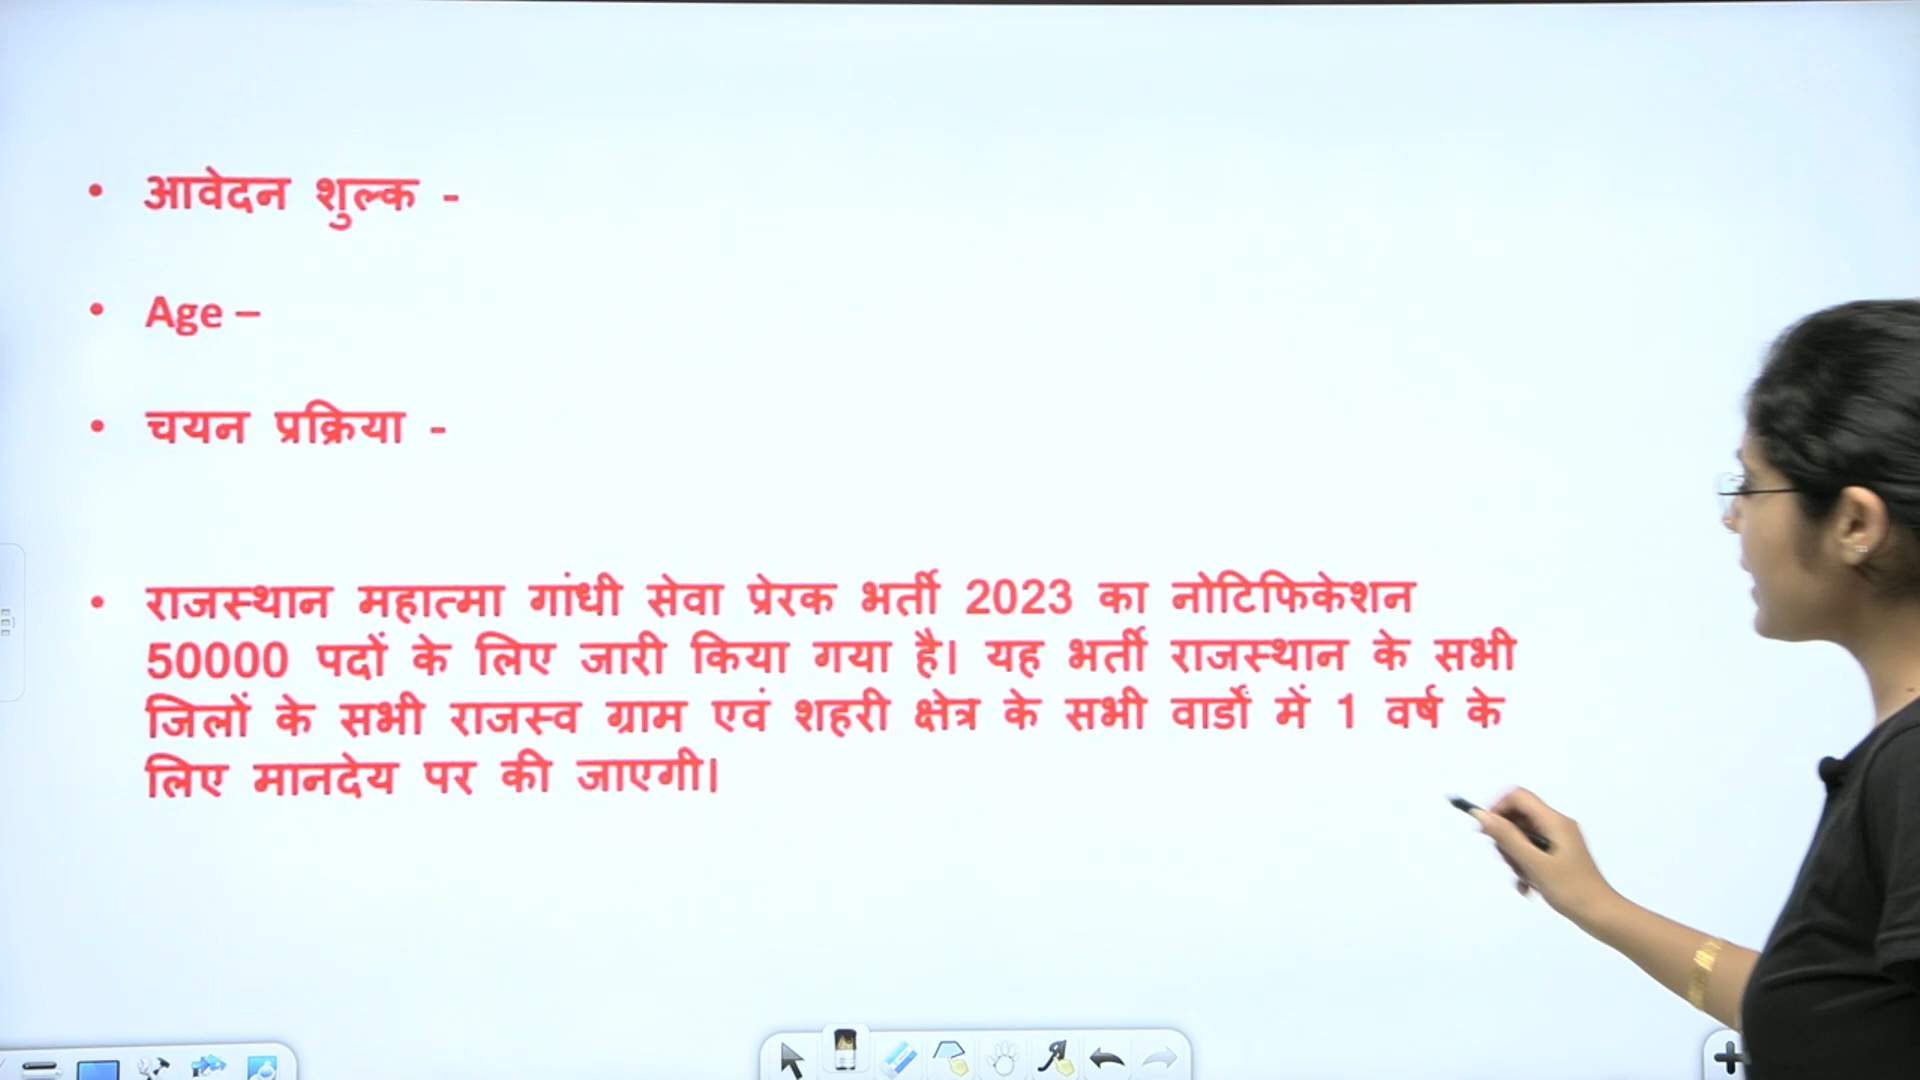 • आवेदन शुल्क -
• Age –
• चयन प्रक्रिया -
• राजस्थान महात्मा गांधी सेवा प्रेरक भर्ती 2023 का नोटिफिकेशन
50000 पदों के लिए जारी किया गया है। यह भर्ती राजस्थान के सभी
जिलों के सभी राजस्व ग्राम एवं शहरी क्षेत्र के सभी वार्डों में 1 वर्ष के
लिए मानदेय पर की जाएगी।